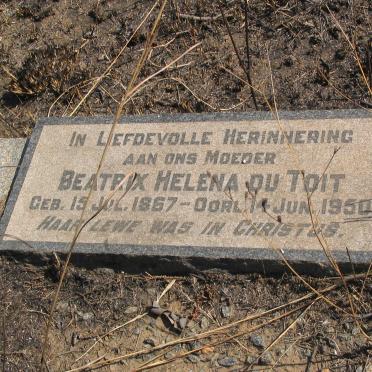 IN LIEFDEVOLLE HERINNERING
AAN ONS MOEDER
BEATRIX HELENA DU TOIT
GEB. 15 JUL. 1867 – OORL. JUN. 1950
HAAR LEWE WAS IN CHRISTUS.